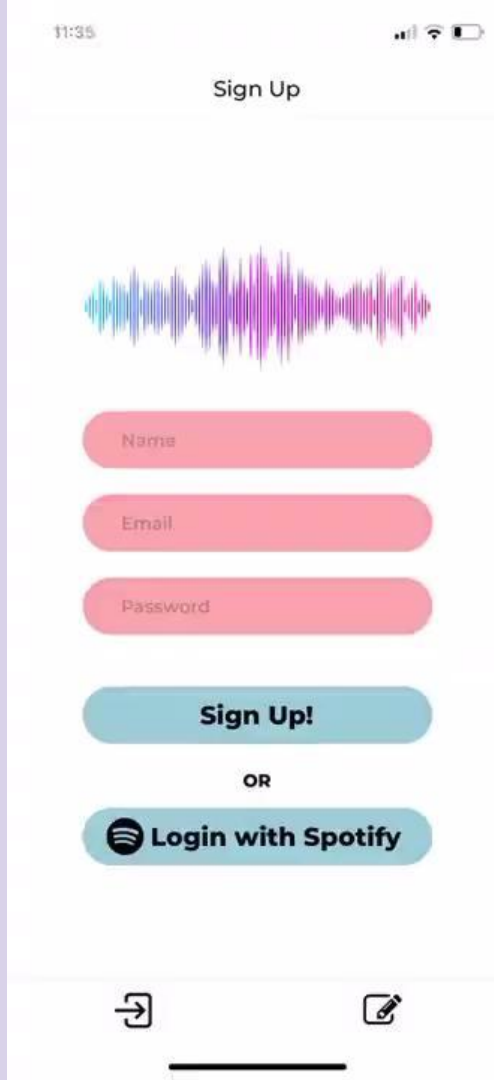 11:35
Sign Up
Name
Email
Password
Sign Up!
OR
Login with Spotify